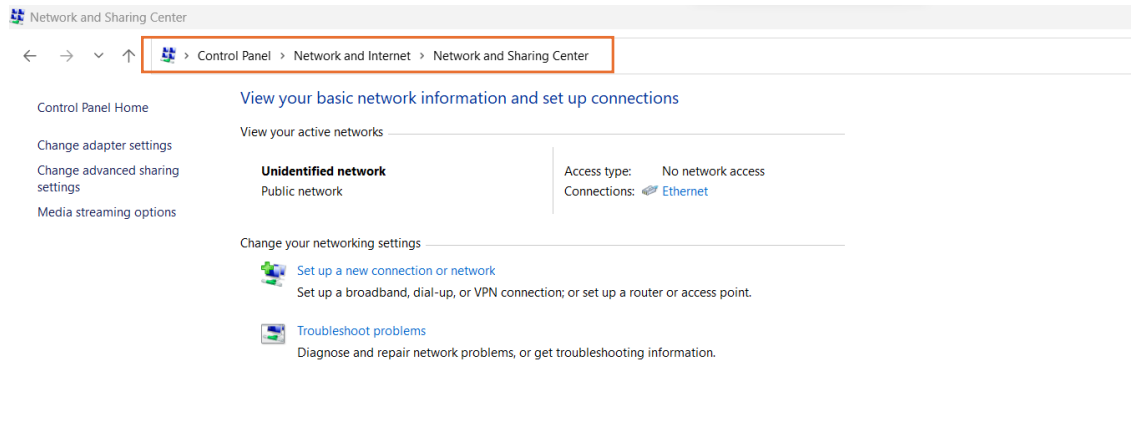 Network and Sharing Center
Control Panel > Network and Internet > Network and Sharing Center
Control Panel Home
Change adapter settings
Change advanced sharing
settings
Media streaming options
View your basic network information and set up connections
View your active networks
Unidentified network
Public network
Access type: No network access
Connections: Ethernet
Change your networking settings
Set up a new connection or network
Set up a broadband, dial-up, or VPN connection; or set up a router or access point.
Troubleshoot problems
Diagnose and repair network problems, or get troubleshooting information.